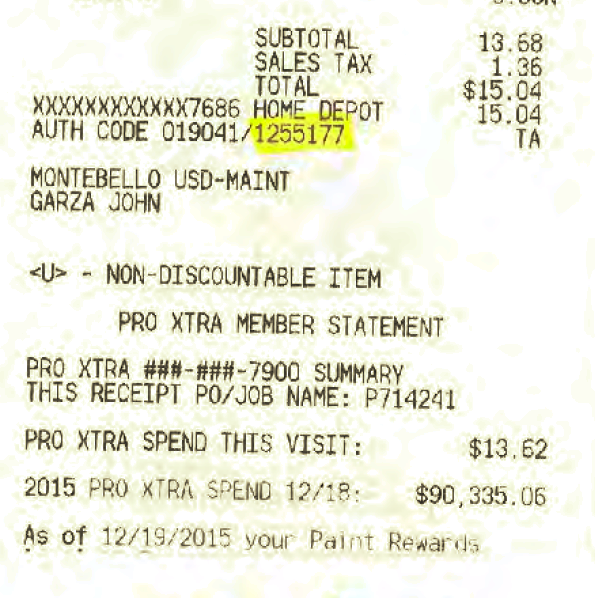 SUBTOTAL 13.68
SALES TAX 1.36
TOTAL $15.04
XXXXXXXXXXXX7686 HOME DEPOT 15.04
AUTH CODE 019041/1255177 TA
MONTEBELLO USD-MAINT
GARZA JOHN
<U> - NON-DISCOUNTABLE ITEM
PRO XTRA MEMBER STATEMENT
PRO XTRA ###-###-7900 SUMMARY
THIS RECEIPT PO/JOB NAME: P714241
PRO XTRA SPEND THIS VISIT: $13.62
2015 PRO XTRA SPEND 12/18: $90,335.06
As of 12/19/2015 your Paint Rewards